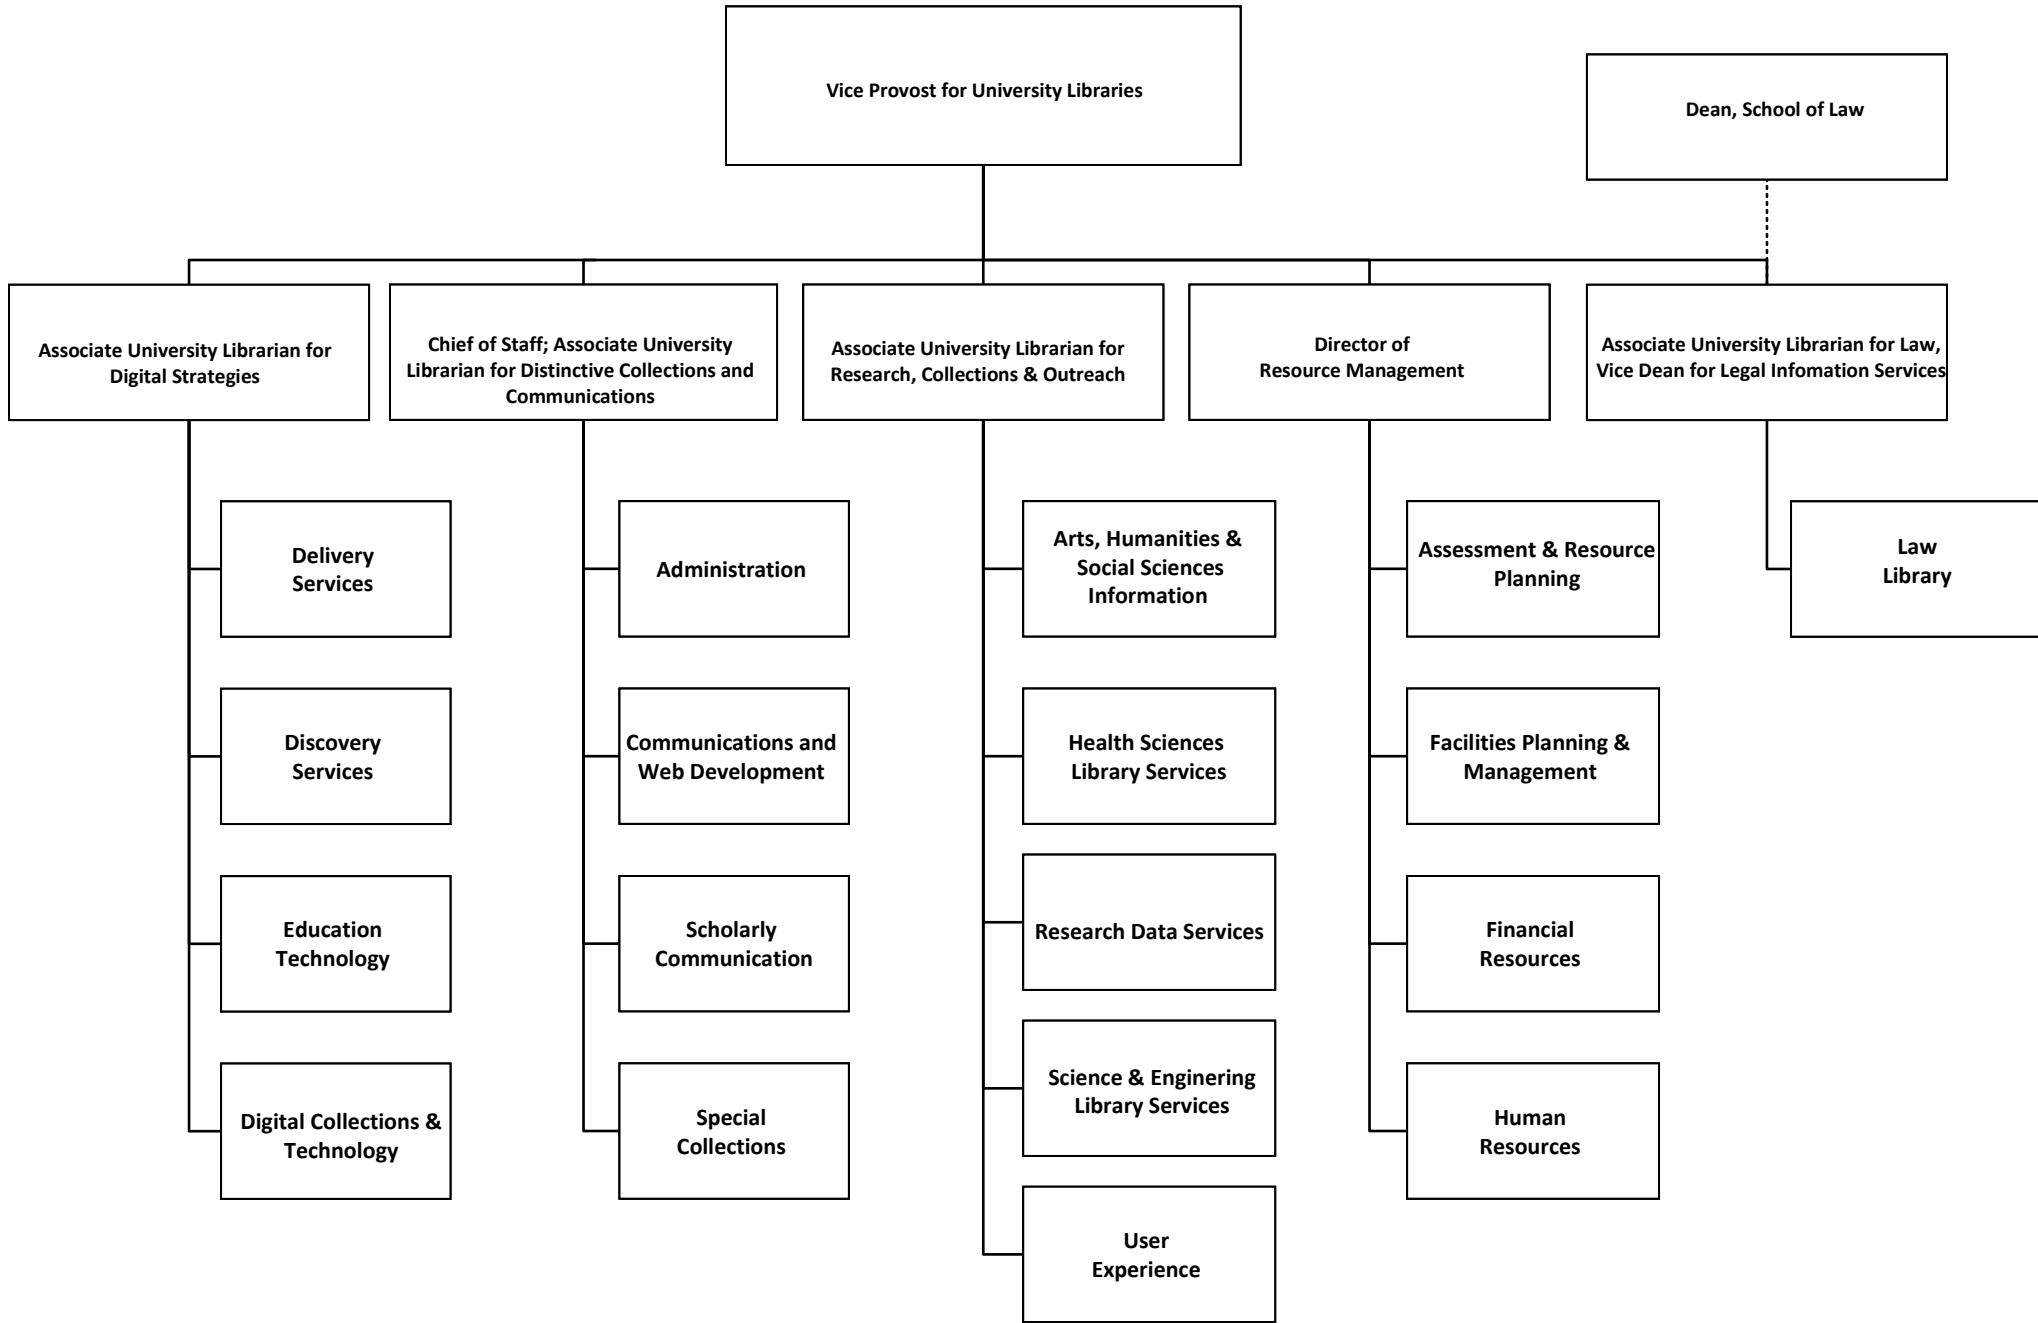 Vice Provost for University Libraries
Dean, School of Law
Associate University Librarian for
Digital Strategies
Chief of Staff; Associate University
Librarian for Distinctive Collections and
Communications
Associate University Librarian for
Research, Collections & Outreach
Director of
Resource Management
Associate University Librarian for Law,
Vice Dean for Legal Infomation Services
Delivery
Services
Discovery
Services
Education
Technology
Digital Collections &
Technology
Administration
Communications and
Web Development
Scholarly
Communication
Special
Collections
Arts, Humanities &
Social Sciences
Information
Health Sciences
Library Services
Research Data Services
Science & Enginering
Library Services
User
Experience
Assessment & Resource
Planning
Facilities Planning &
Management
Financial
Resources
Human
Resources
Law
Library